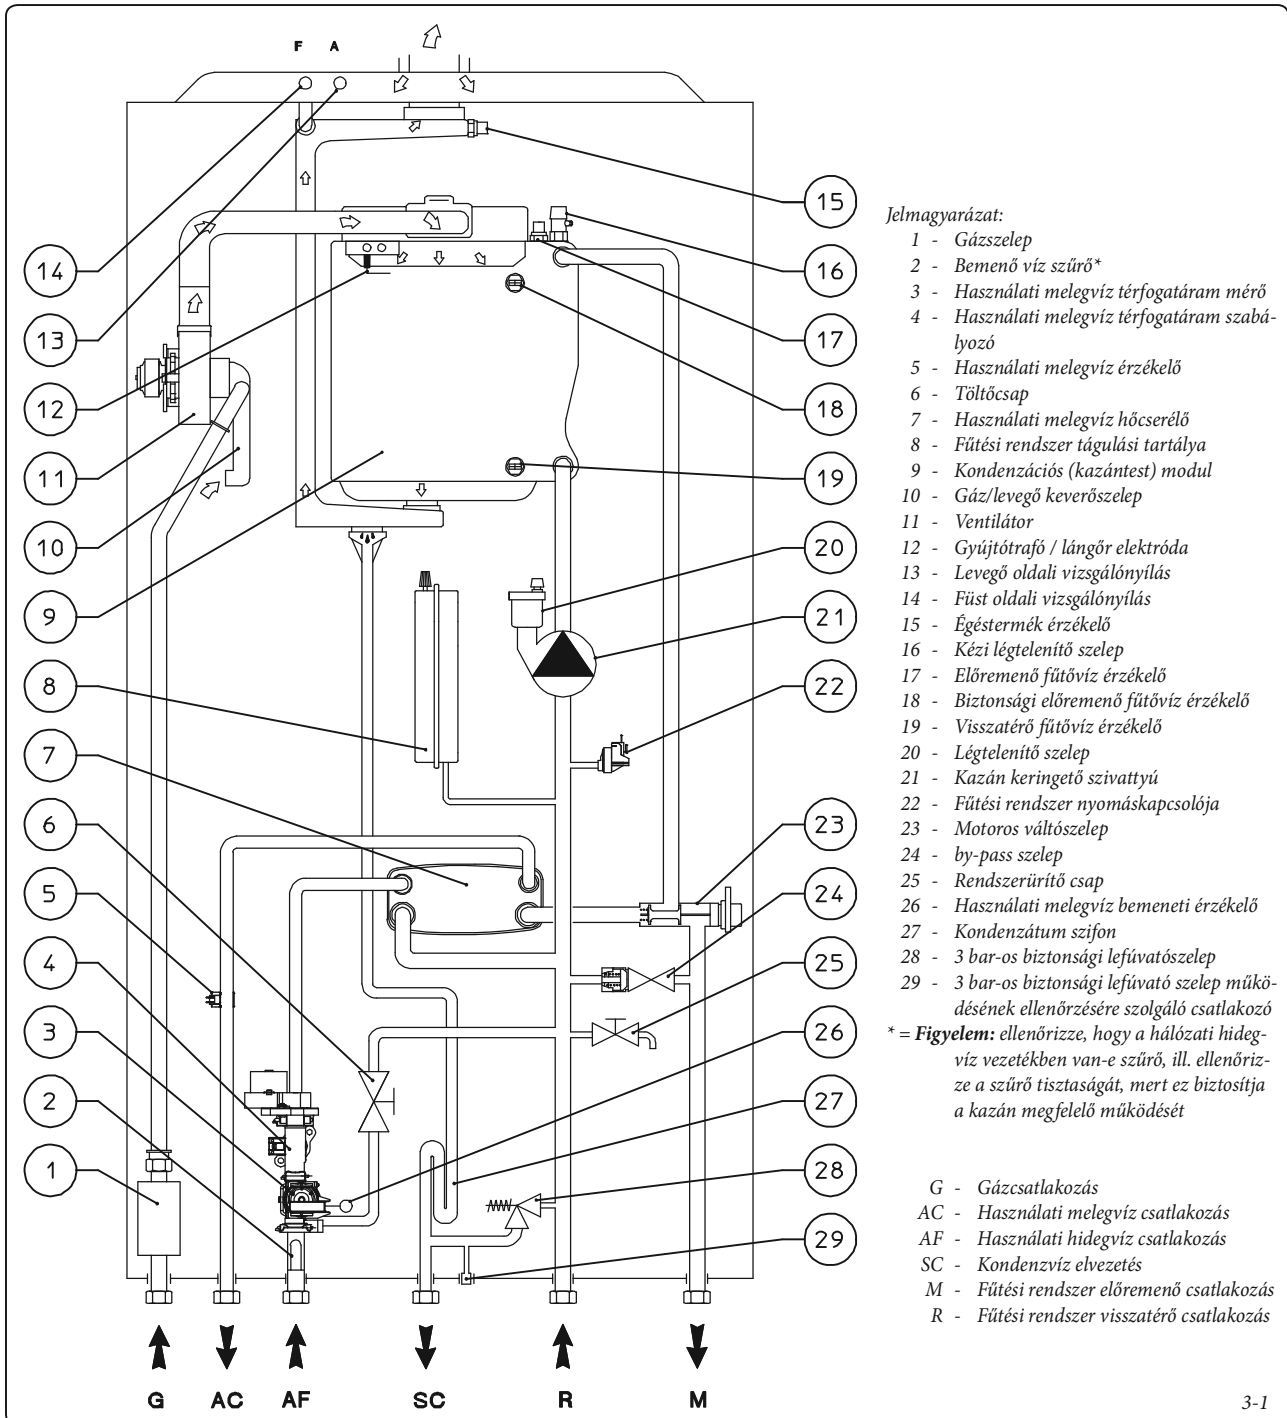 F A
14
13
12
11
10
9
8
7
6
5
4
3
2
1
15
16
17
18
19
20
21
22
23
24
25
26
27
28
29
G AC AF SC R M
Jelmagyarázat:
1 - Gázszelep
2 - Bemenő víz szűrő*
3 - Használati melegvíz térfogatáram mérő
4 - Használati melegvíz térfogatáram szabá-
lyozó
5 - Használati melegvíz érzékelő
6 - Töltőcsap
7 - Használati melegvíz hőcserélő
8 - Fűtési rendszer tágulási tartálya
9 - Kondenzációs (kazántest) modul
10 - Gáz/levegő keverőszelep
11 - Ventilátor
12 - Gyújtótrafó / lángőr elektróda
13 - Levegő oldali vizsgálónyílás
14 - Füst oldali vizsgálónyílás
15 - Égéstermék érzékelő
16 - Kézi légtelenítő szelep
17 - Előremenő fűtővíz érzékelő
18 - Biztonsági előremenő fűtővíz érzékelő
19 - Visszatérő fűtővíz érzékelő
20 - Légtelenítő szelep
21 - Kazán keringető szivattyú
22 - Fűtési rendszer nyomáskapcsolója
23 - Motoros váltószelep
24 - by-pass szelep
25 - Rendszerürítő csap
26 - Használati melegvíz bemeneti érzékelő
27 - Kondenzátum szifon
28 - 3 bar-os biztonsági lefúvatószelep
29 - 3 bar-os biztonsági lefúvató szelep műkö-
désének ellenőrzésére szolgáló csatlakozó
* = Figyelem: ellenőrizze, hogy a hálózati hideg-
víz vezetékben van-e szűrő, ill. ellenőriz-
ze a szűrő tisztaságát, mert ez biztosítja
a kazán megfelelő működését
G - Gázcsatlakozás
AC - Használati melegvíz csatlakozás
AF - Használati hidegvíz csatlakozás
SC - Kondenzvíz elvezetés
M - Fűtési rendszer előremenő csatlakozás
R - Fűtési rendszer visszatérő csatlakozás
3-1